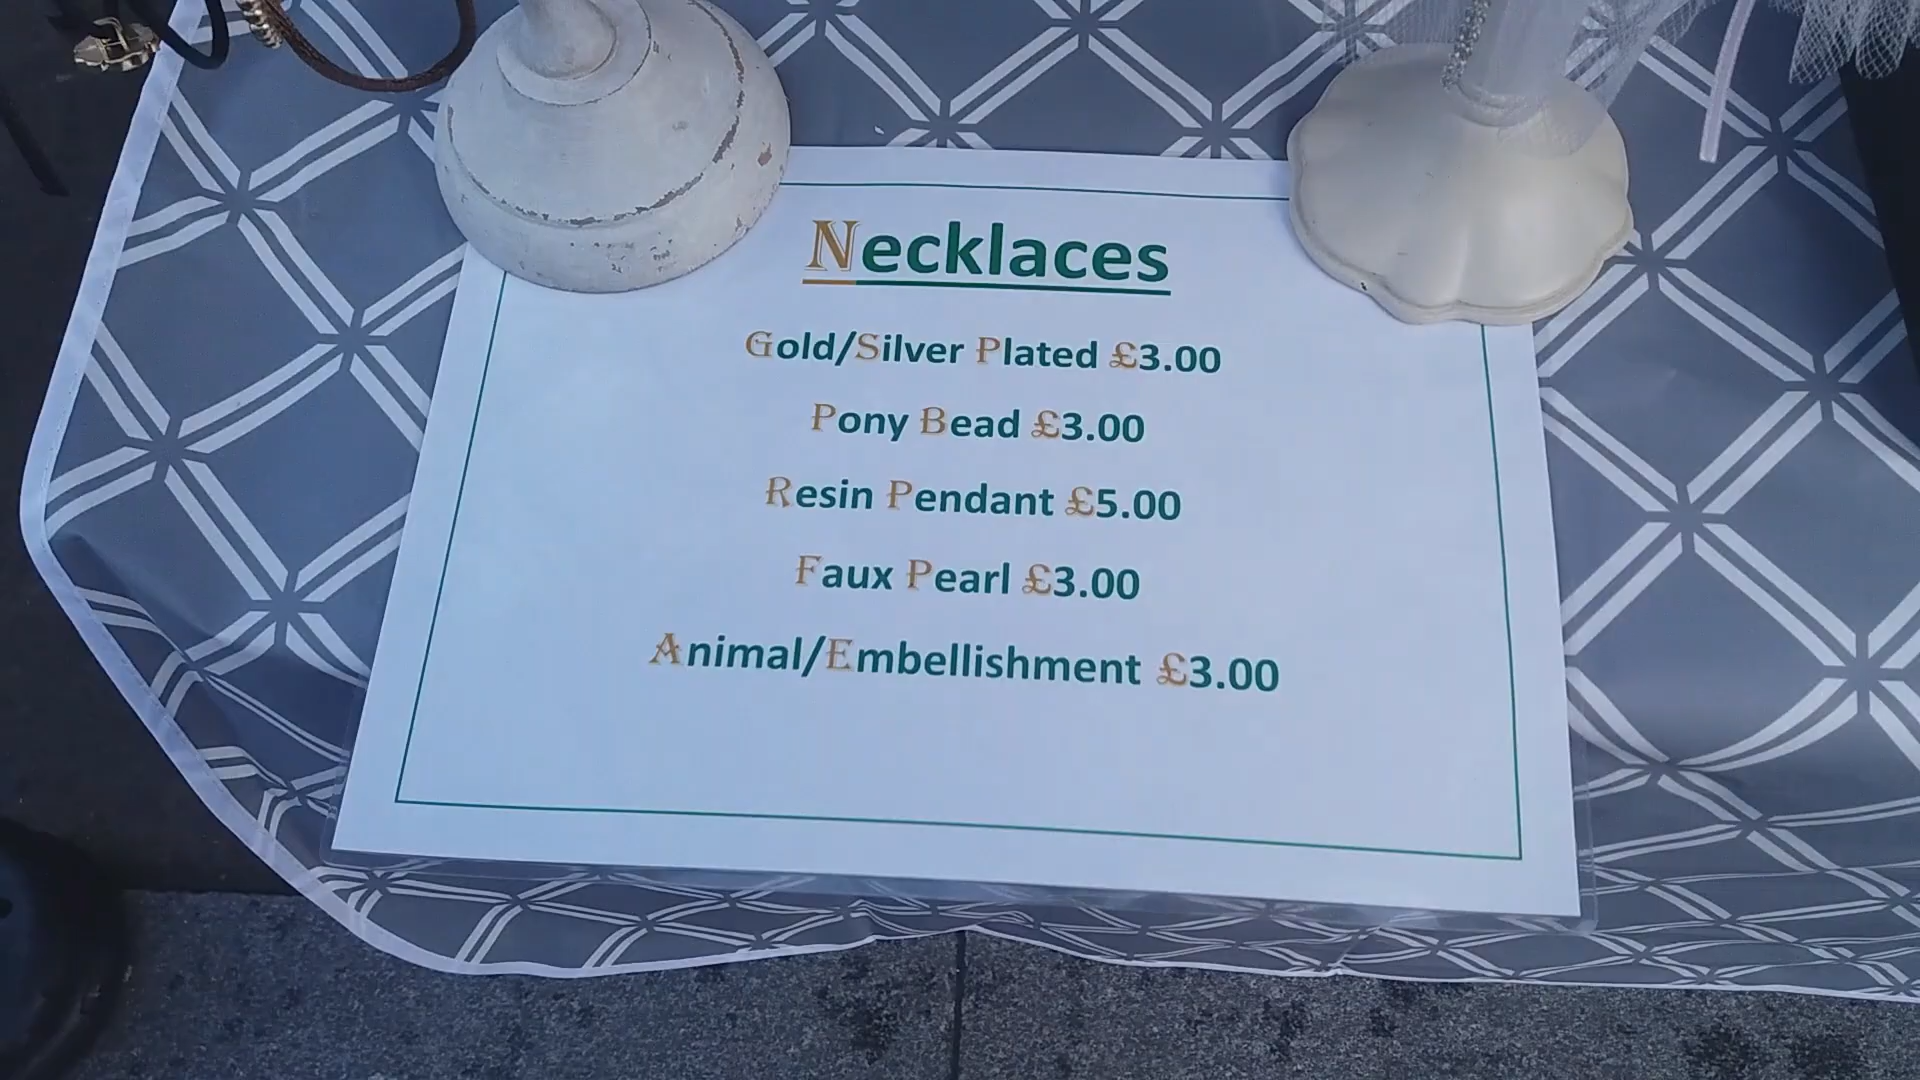 Necklaces
Gold/Silver Plated £3.00
Pony Bead £3.00
Resin Pendant £5.00
Faux Pearl £3.00
Animal/Embellishment £3.00